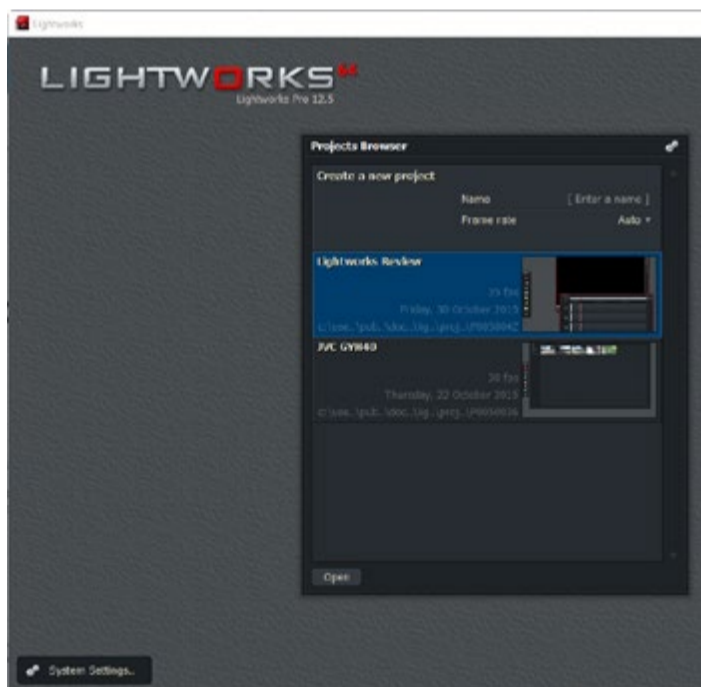 Lightworks
LIGHTWORKS 64
Lightworks Pro 12.5
Projects Browser
Create a new project
Name [ Enter a name ]
Frame rate Auto
Lightworks Review
25 fps
Friday, 30 October 2015
JVC GYHM0
30 fps
Thursday, 22 October 2015
Open
System Settings..